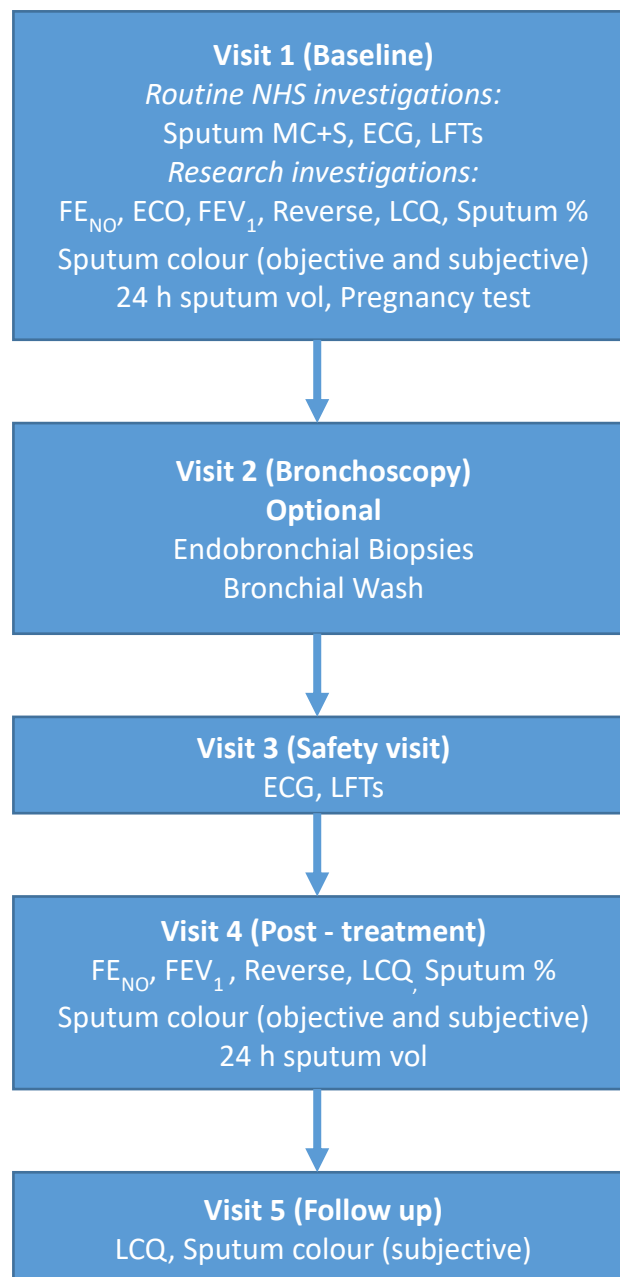 Visit 1 (Baseline)
Routine NHS investigations:
Sputum MC+S, ECG, LFTs
Research investigations:
FENO, ECO, FEV1, Reverse, LCQ, Sputum %
Sputum colour (objective and subjective)
24 h sputum vol, Pregnancy test
Visit 2 (Bronchoscopy)
Optional
Endobronchial Biopsies
Bronchial Wash
Visit 3 (Safety visit)
ECG, LFTs
Visit 4 (Post - treatment)
FENO, FEV1 , Reverse, LCQ, Sputum %
Sputum colour (objective and subjective)
24 h sputum vol
Visit 5 (Follow up)
LCQ, Sputum colour (subjective)